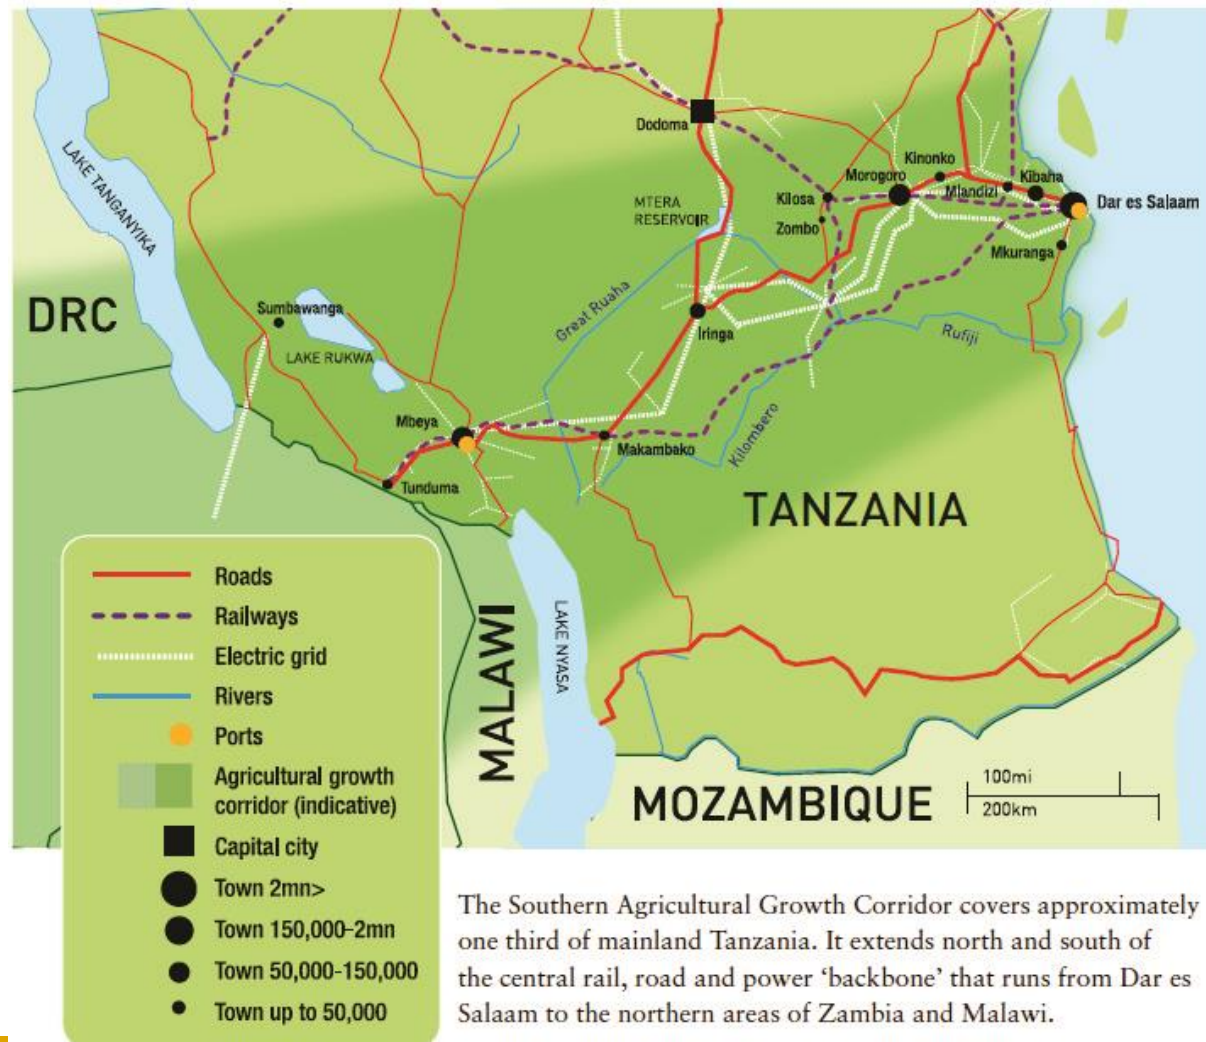 Dodoma
Kinonko
Morogoro
Kibaha
Mlandizi
Kilosa
Dar es Salaam
MTERA
RESERVOIR
Zombo
Mkuranga
LAKE TANGANYIKA
DRC
Sumbawanga
Great Ruaha
Iringa
Rufiji
LAKE RUKWA
Mbeya
Makambako
Kilombero
Tunduma
TANZANIA
Roads
Railways
Electric grid
Rivers
Ports
Agricultural growth
corridor (indicative)
Capital city
Town 2mn>
Town 150,000-2mn
Town 50,000-150,000
Town up to 50,000
MALAWI
LAKE NYASA
MOZAMBIQUE
100mi
200km
The Southern Agricultural Growth Corridor covers approximately
one third of mainland Tanzania. It extends north and south of
the central rail, road and power ‘backbone’ that runs from Dar es
Salaam to the northern areas of Zambia and Malawi.